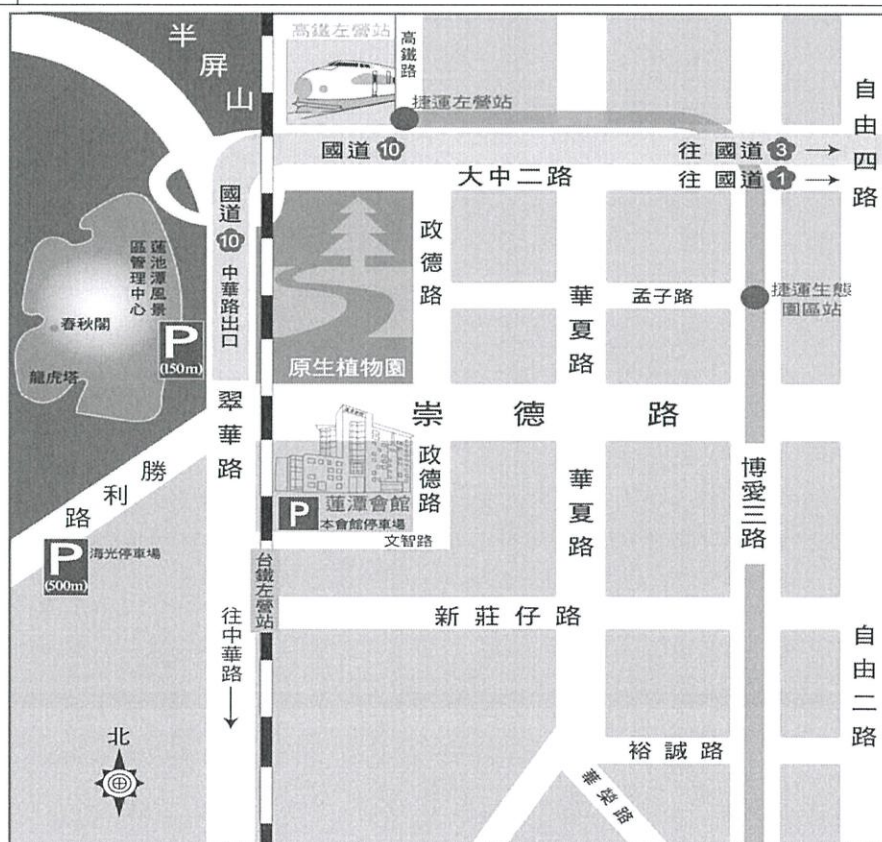 半屏山
高鐵左營站
高鐵路
捷運左營站
自由四路
國道 10
往 國道 3 →
大中二路
往 國道 1 →
國道 10 中華路出口
蓮池潭風景
區管理中心
春秋閣
龍虎塔
P
(150m)
政德路
原生植物園
華夏路
孟子路
捷運生態
園區站
翠華路
崇德路
勝利路
P
(500m)
海光停車場
政德路
P
蓮潭會館
本會館停車場
文智路
華夏路
博愛三路
台鐵左營站
新莊仔路
往中華路
自由二路
北
裕誠路
華榮路